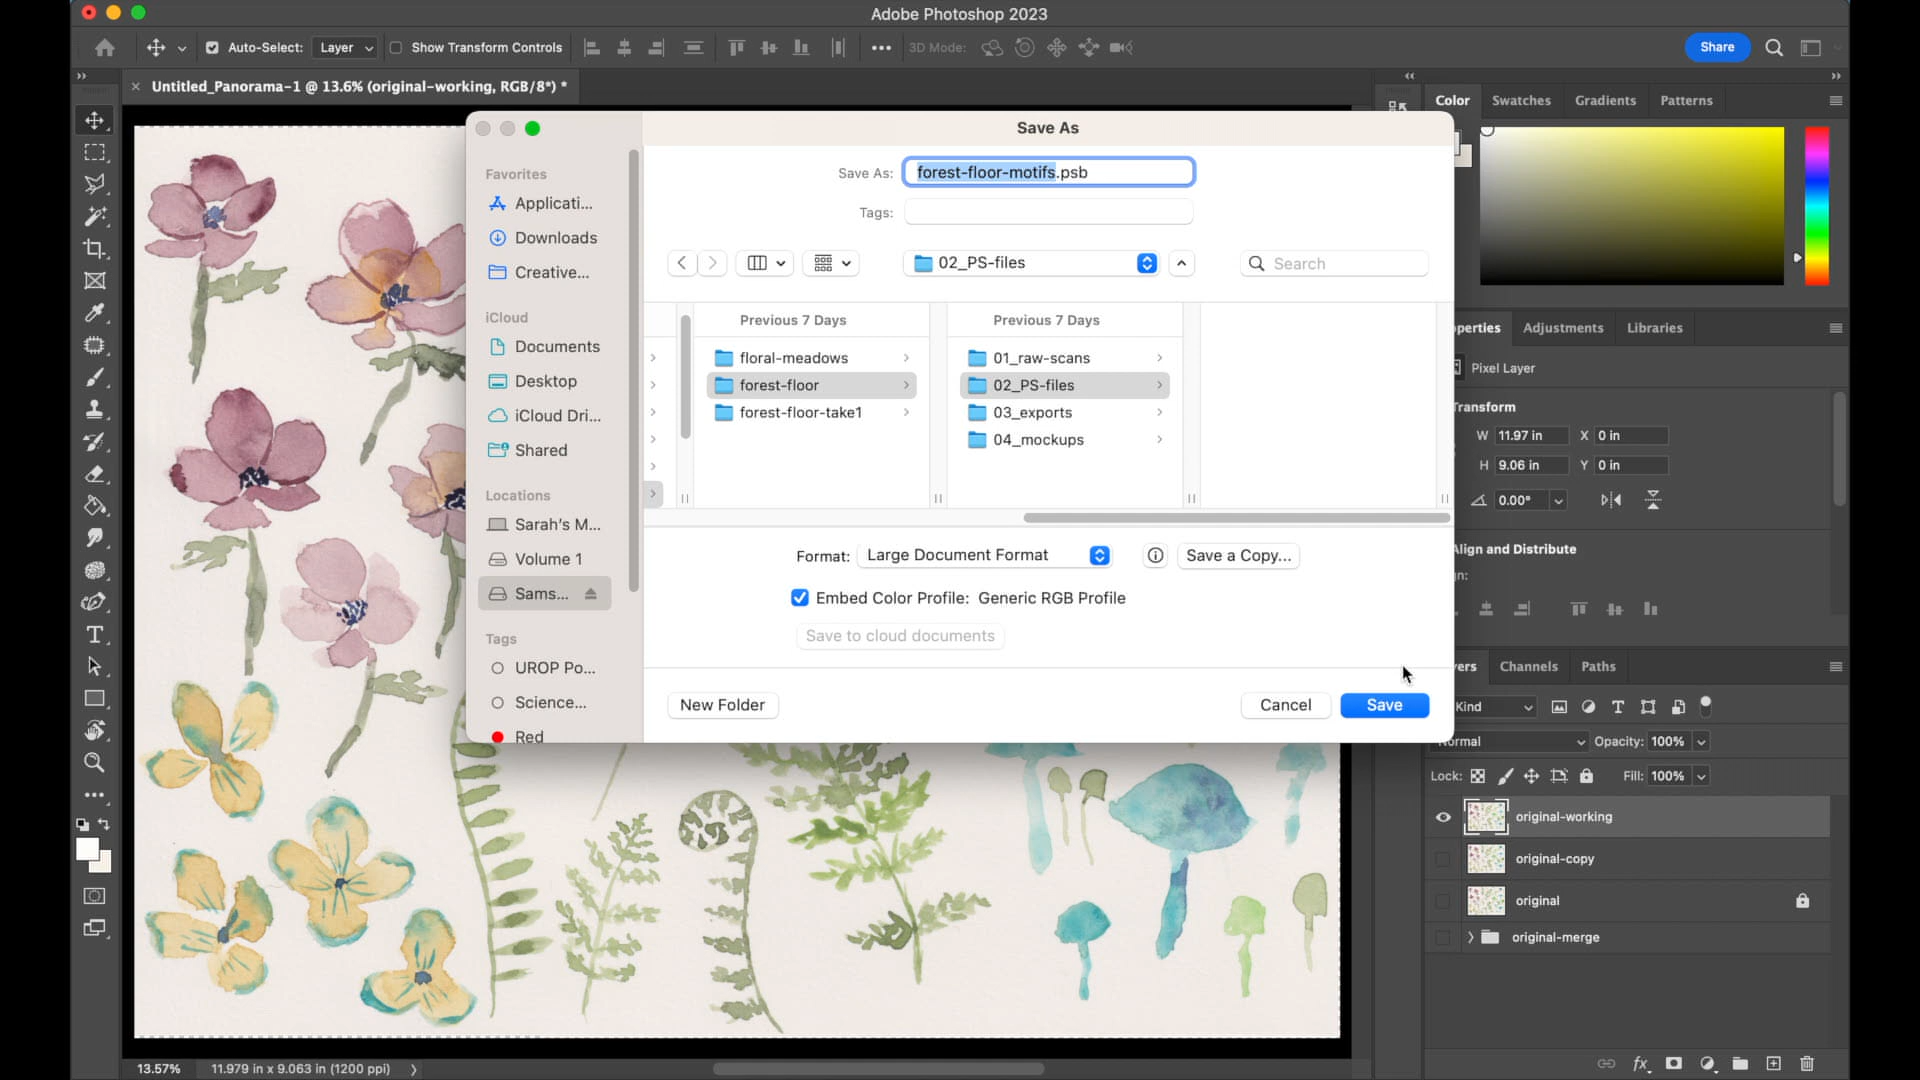 Adobe Photoshop 2023
Auto-Select: Layer Show Transform Controls 3D Mode: Share
Untitled_Panorama-1 @ 13.6% (original-working, RGB/8*) *
Color Swatches Gradients Patterns
Save As
Save As: forest-floor-motifs.psb
Tags:
02_PS-files
Search
Favorites
Applicati...
Downloads
Creative...
iCloud
Documents
Desktop
iCloud Dri...
Shared
Locations
Sarah's M...
Volume 1
Sams...
Tags
UROP Po...
Science...
Red
Previous 7 Days
floral-meadows
forest-floor
forest-floor-take1
Previous 7 Days
01_raw-scans
02_PS-files
03_exports
04_mockups
Format: Large Document Format Save a Copy...
Embed Color Profile: Generic RGB Profile
Save to cloud documents
New Folder Cancel Save
operties Adjustments Libraries
Pixel Layer
Transform
W 11.97 in X 0 in
H 9.06 in Y 0 in
0.00°
Align and Distribute
gn:
yers Channels Paths
Kind
Normal Opacity: 100%
Lock: Fill: 100%
original-working
original-copy
original
original-merge
13.57% 11.979 in x 9.063 in (1200 ppi)